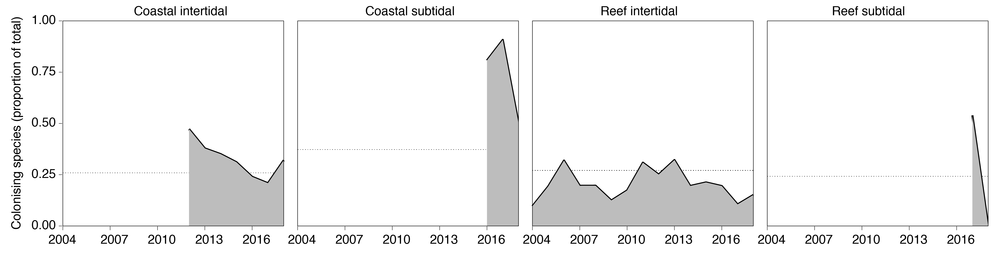 Coastal intertidal Coastal subtidal Reef intertidal Reef subtidal
Colonising species (proportion of total)
1.00
0.75
0.50
0.25
0.00
2004 2007 2010 2013 2016 2004 2007 2010 2013 2016 2004 2007 2010 2013 2016 2004 2007 2010 2013 2016